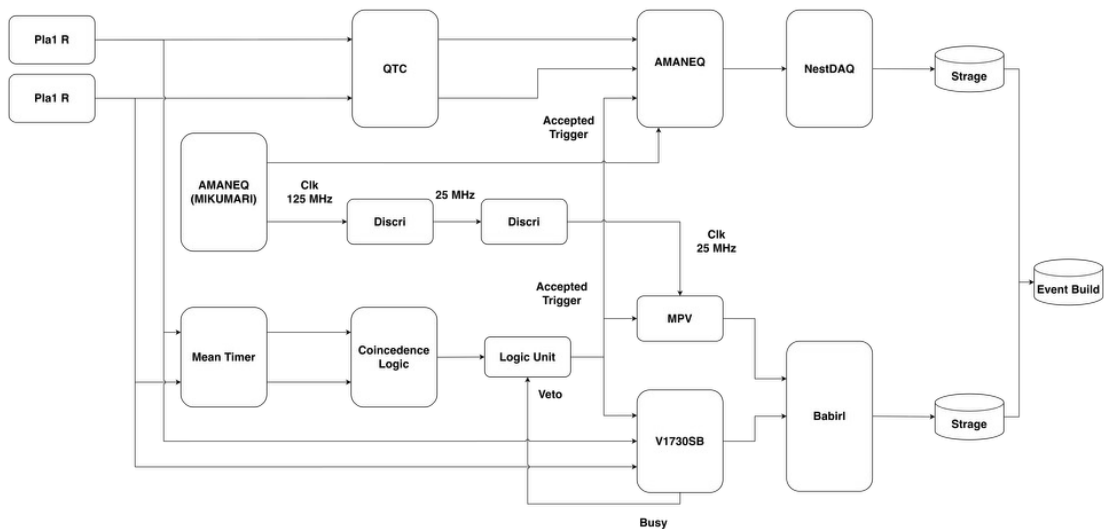 Pla1 R
Pla1 R
QTC
AMANEQ
NestDAQ
Strage
Accepted
Trigger
AMANEQ
(MIKUMARI)
Clk
125 MHz
Discri
25 MHz
Discri
Clk
25 MHz
Event Build
Accepted
Trigger
MPV
Mean Timer
Coincedence
Logic
Logic Unit
Veto
V1730SB
Babirl
Strage
Busy